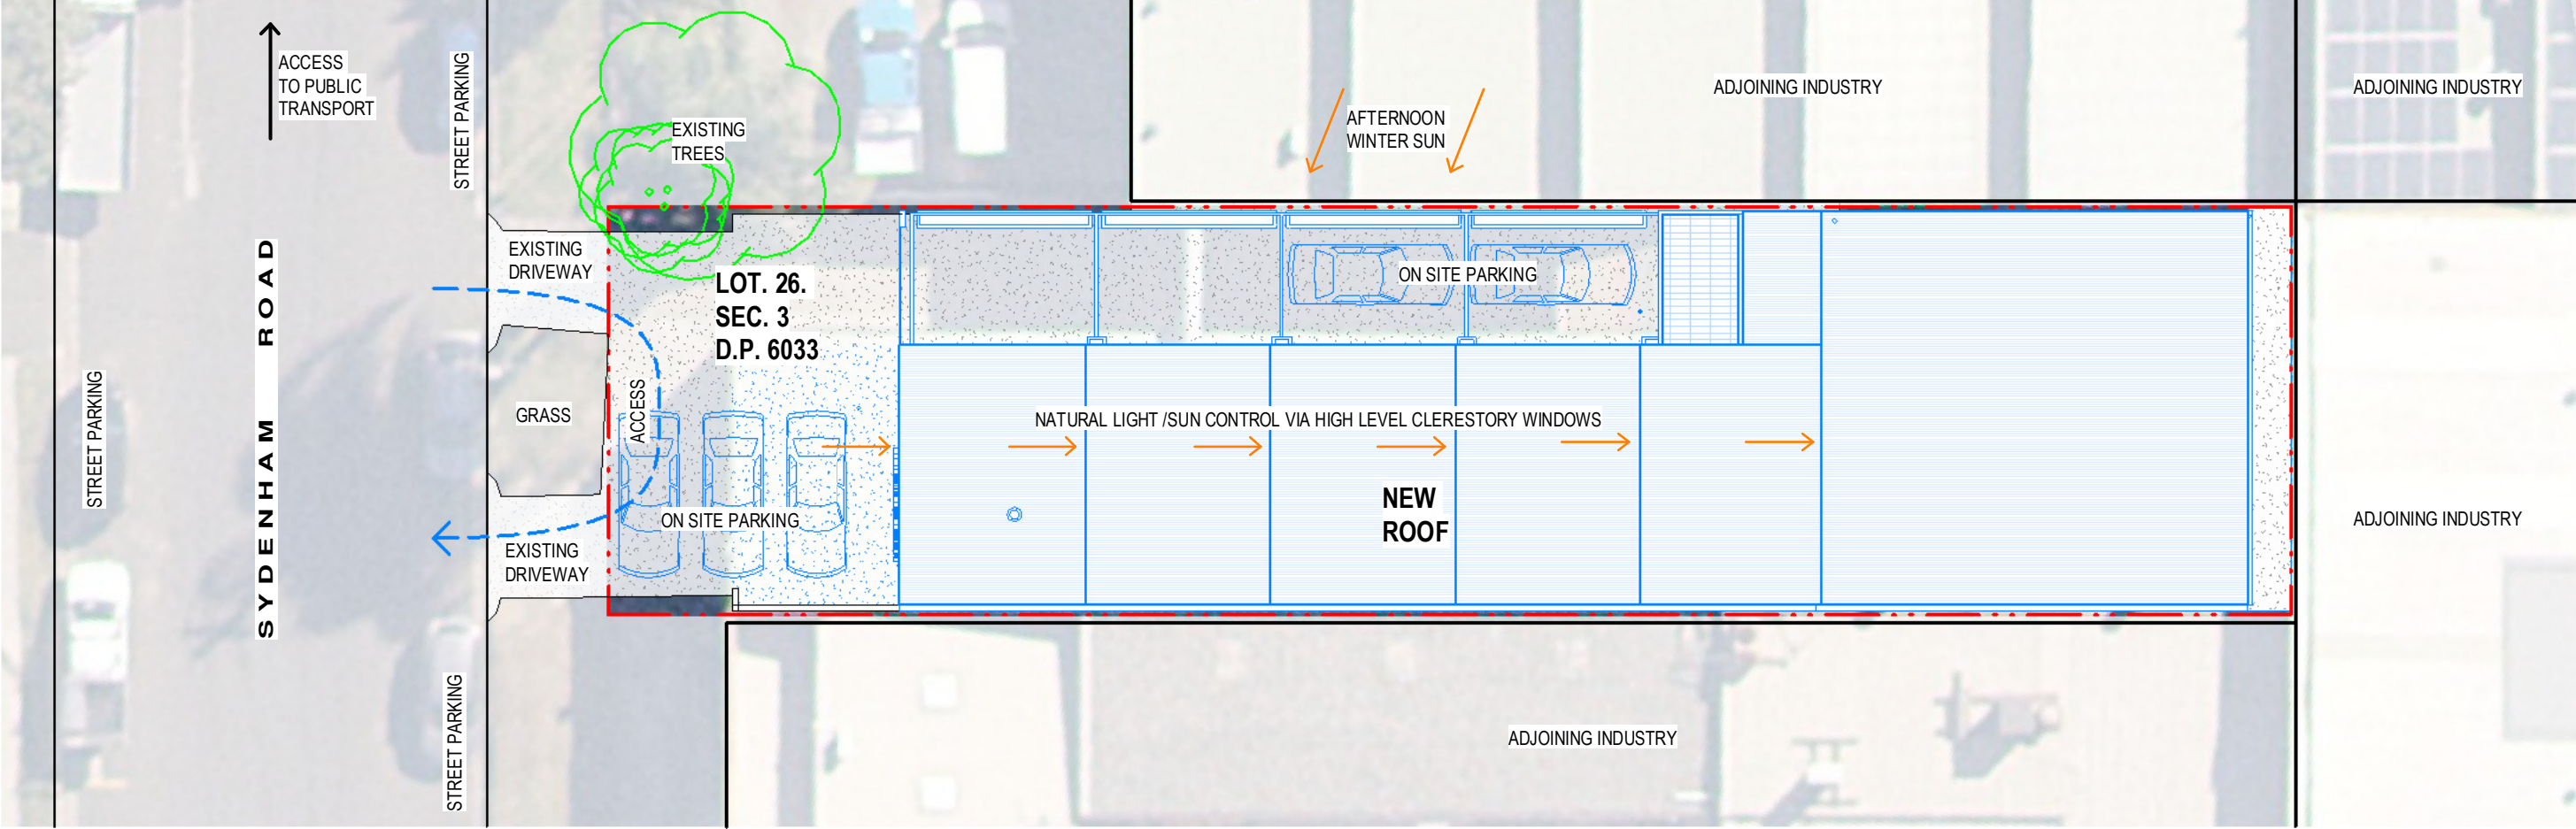 ACCESS
TO PUBLIC
TRANSPORT
STREET PARKING
STREET PARKING
SYDENHAM ROAD
STREET PARKING
EXISTING
TREES
EXISTING
DRIVEWAY
GRASS
ACCESS
EXISTING
DRIVEWAY
LOT. 26.
SEC. 3
D.P. 6033
ON SITE PARKING
AFTERNOON
WINTER SUN
ON SITE PARKING
NATURAL LIGHT /SUN CONTROL VIA HIGH LEVEL CLERESTORY WINDOWS
NEW
ROOF
ADJOINING INDUSTRY
ADJOINING INDUSTRY
ADJOINING INDUSTRY
ADJOINING INDUSTRY